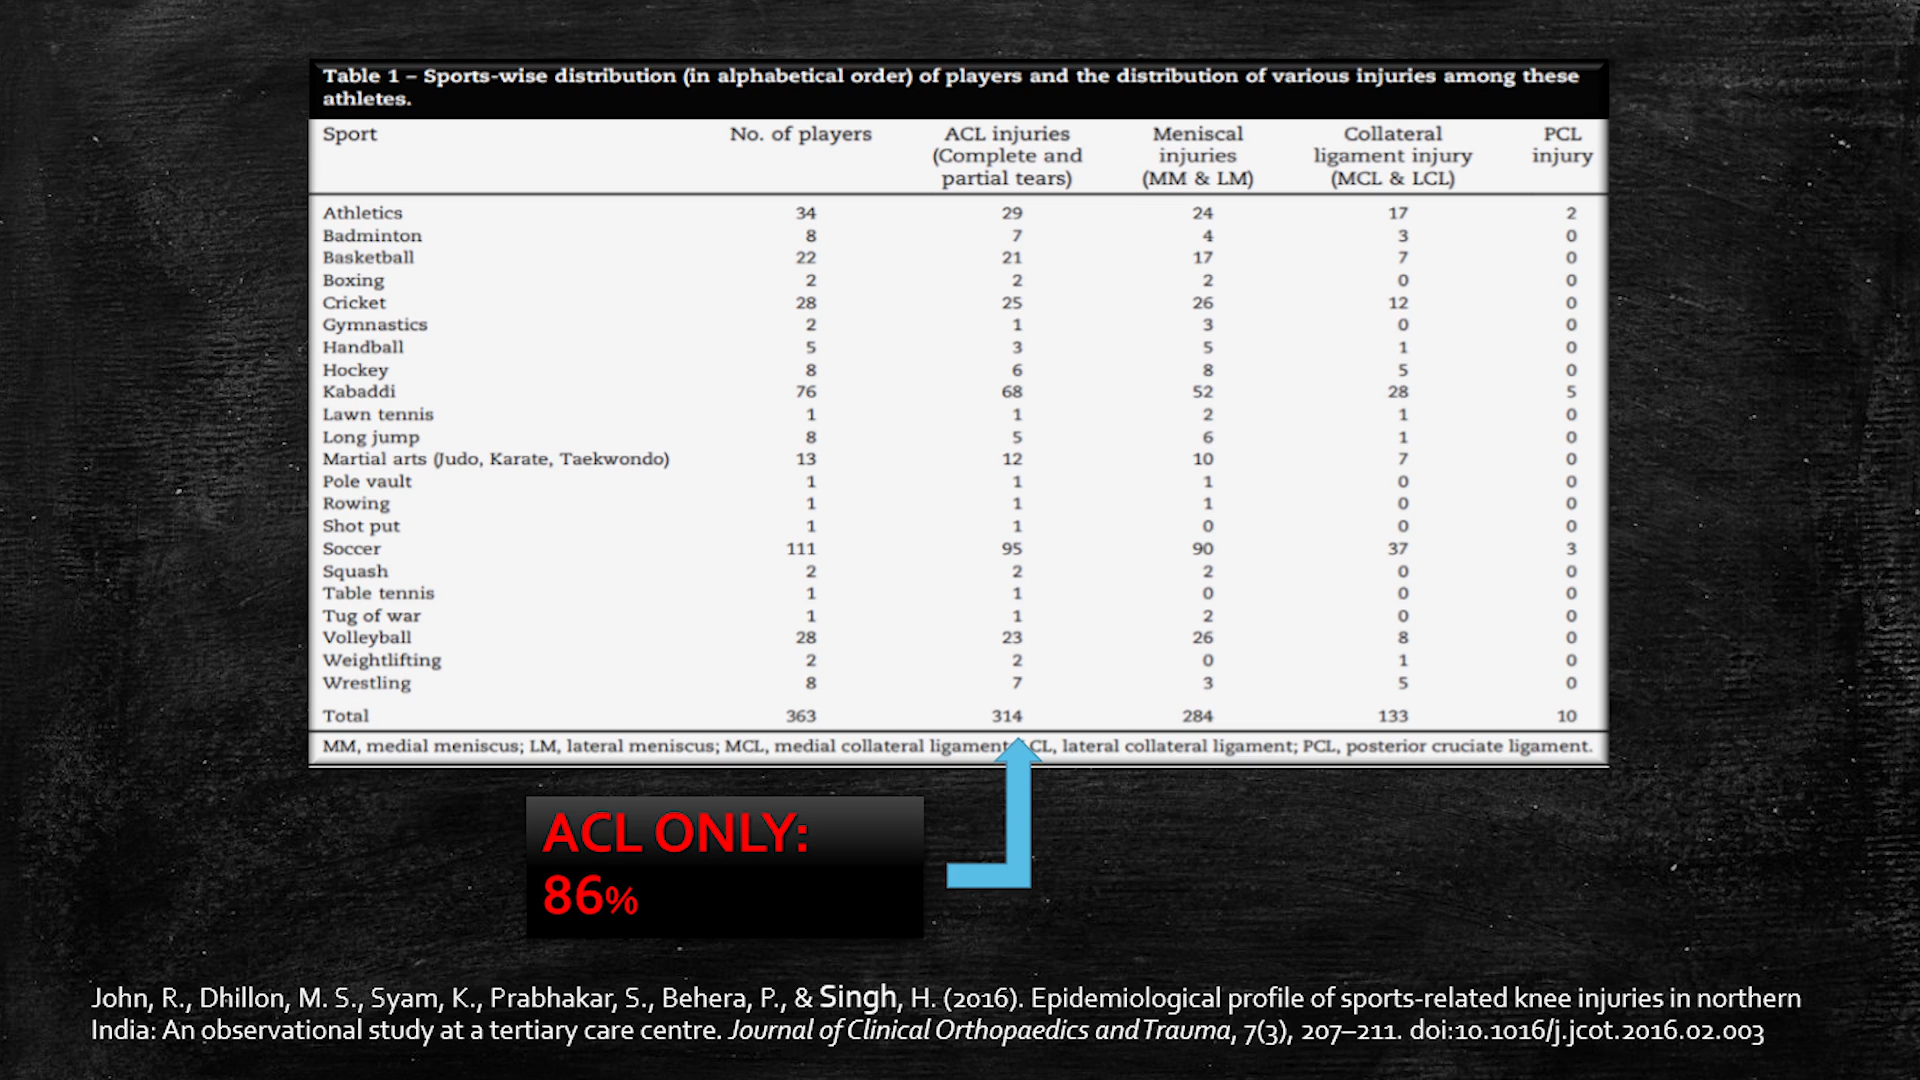 Table 1 – Sports-wise distribution (in alphabetical order) of players and the distribution of various injuries among these
athletes.
Sport No. of players ACL injuries (Complete and partial tears) Meniscal injuries (MM & LM) Collateral ligament injury (MCL & LCL) PCL injury
Athletics 34 29 24 17 2
Badminton 8 7 4 3 0
Basketball 22 21 17 7 0
Boxing 2 2 2 0 0
Cricket 28 25 26 12 0
Gymnastics 2 1 3 0 0
Handball 5 3 5 1 0
Hockey 8 6 8 5 0
Kabaddi 76 68 52 28 5
Lawn tennis 1 1 2 1 0
Long jump 8 5 6 1 0
Martial arts (Judo, Karate, Taekwondo) 13 12 10 7 0
Pole vault 1 1 1 0 0
Rowing 1 1 1 0 0
Shot put 1 1 0 0 0
Soccer 111 95 90 37 3
Squash 2 2 2 0 0
Table tennis 1 1 0 0 0
Tug of war 1 1 2 0 0
Volleyball 28 23 26 8 0
Weightlifting 2 2 0 1 0
Wrestling 8 7 3 5 0
Total 363 314 284 133 10
MM, medial meniscus; LM, lateral meniscus; MCL, medial collateral ligament CL, lateral collateral ligament; PCL, posterior cruciate ligament.
ACL ONLY:
86%
John, R., Dhillon, M. S., Syam, K., Prabhakar, S., Behera, P., & Singh, H. (2016). Epidemiological profile of sports-related knee injuries in northern
India: An observational study at a tertiary care centre. Journal of Clinical Orthopaedics and Trauma, 7(3), 207–211. doi:10.1016/j.jcot.2016.02.003